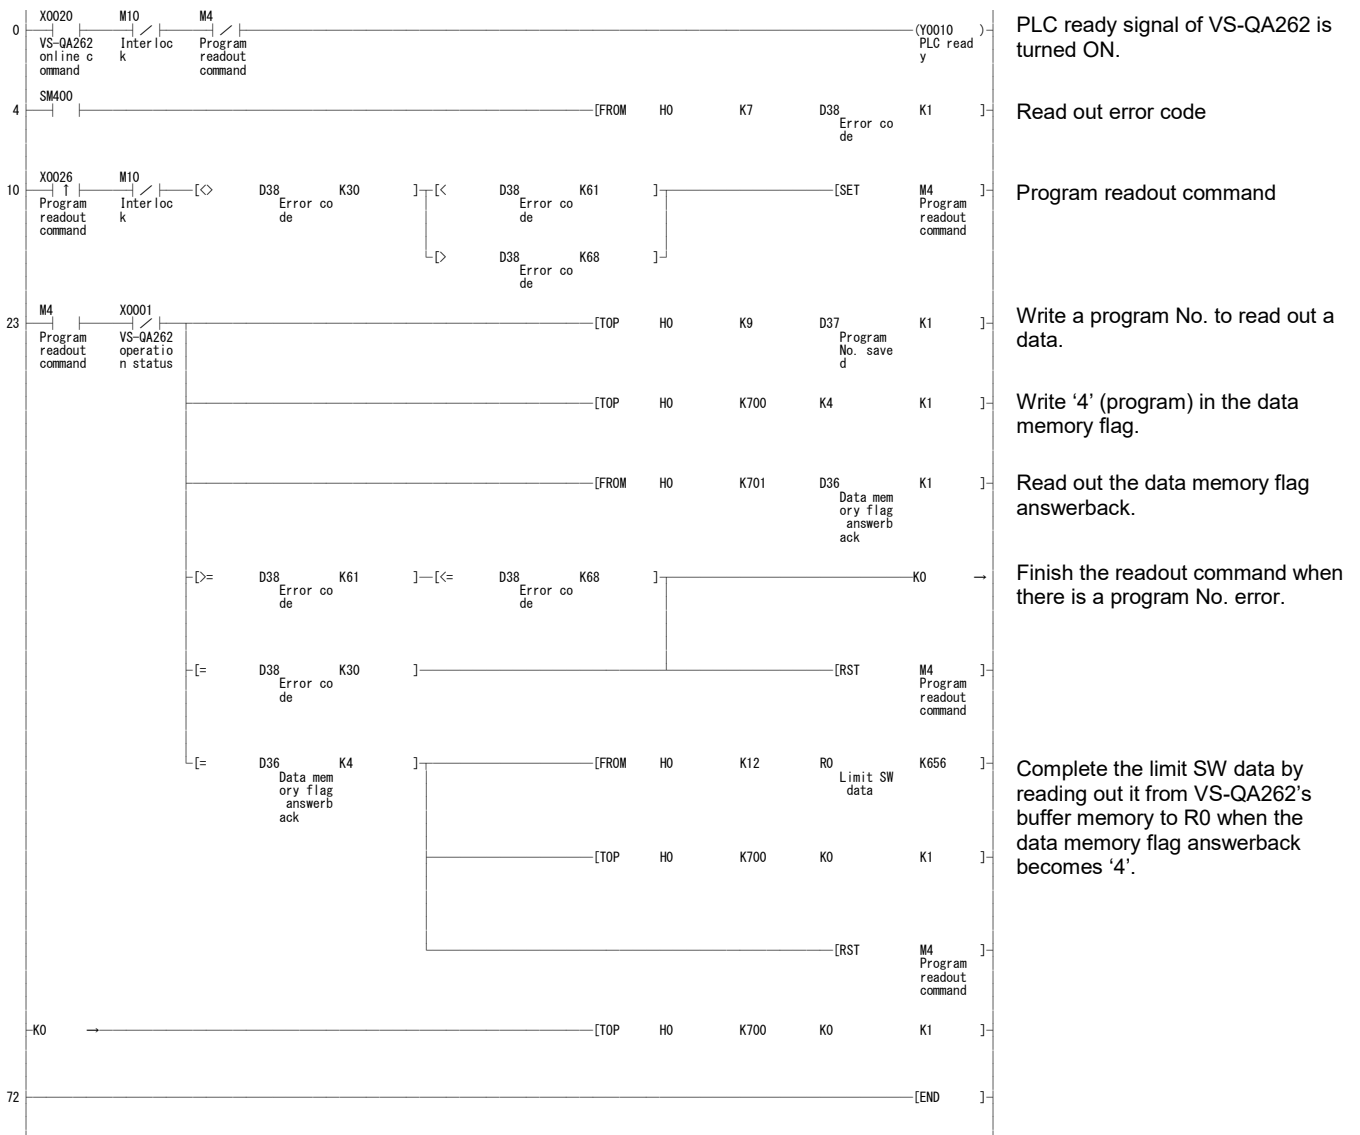 X0020 M10 M4
0 (Y0010 )
VS-QA262 Interloc Program PLC read
online c k readout y
ommand command
PLC ready signal of VS-QA262 is
turned ON.
SM400
4 [FROM H0 K7 D38 K1 ]
Error co
de
Read out error code
X0026 M10
10 ↑ [<> D38 K30 ] [< D38 K61 ] [SET M4 ]
Program Interloc Error co Error co Program
readout k de de readout
command command
Program readout command
[> D38 K68 ]
Error co
de
M4 X0001
23 [TOP H0 K9 D37 K1 ]
Program VS-QA262 Program
readout operatio No. save
command n status d
Write a program No. to read out a
data.
[TOP H0 K700 K4 K1 ]
Write ‘4’ (program) in the data
memory flag.
[FROM H0 K701 D36 K1 ]
Data mem
ory flag
answerb
ack
Read out the data memory flag
answerback.
[>= D38 K61 ] [<= D38 K68 ] K0 →
Error co Error co
de de
Finish the readout command when
there is a program No. error.
[= D38 K30 ] [RST M4 ]
Error co Program
de readout
command
[= D36 K4 ] [FROM H0 K12 R0 K656 ]
Data mem Limit SW
ory flag data
answerb
ack
Complete the limit SW data by
reading out it from VS-QA262’s
buffer memory to R0 when the
data memory flag answerback
becomes ‘4’.
[TOP H0 K700 K0 K1 ]
[RST M4 ]
Program
readout
command
K0 → [TOP H0 K700 K0 K1 ]
72 [END ]